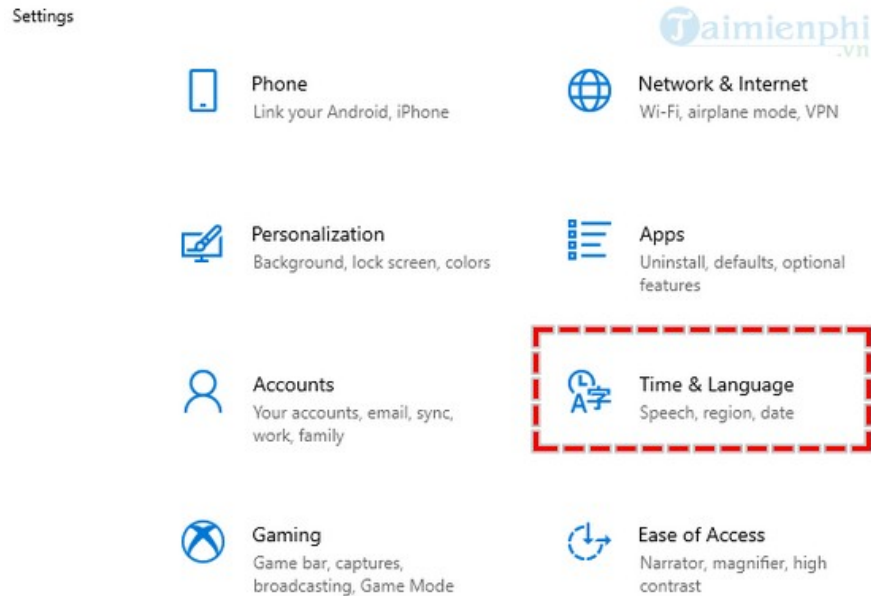 Settings
Taimienphi
.vn
Phone
Link your Android, iPhone
Network & Internet
Wi-Fi, airplane mode, VPN
Personalization
Background, lock screen, colors
Apps
Uninstall, defaults, optional
features
Accounts
Your accounts, email, sync,
work, family
Time & Language
Speech, region, date
Gaming
Game bar, captures,
broadcasting, Game Mode
Ease of Access
Narrator, magnifier, high
contrast